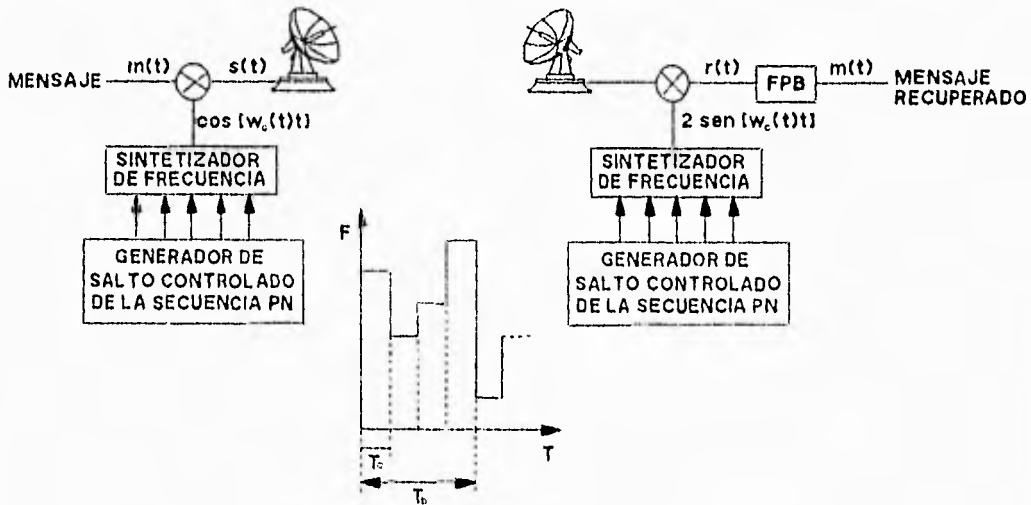 MENSAJE
m(t)
s(t)
cos [w_c(t)t]
SINTETIZADOR
DE FRECUENCIA
GENERADOR DE
SALTO CONTROLADO
DE LA SECUENCIA PN
r(t)
FPB
m(t)
MENSAJE
RECUPERADO
2 sen [w_c(t)t]
SINTETIZADOR
DE FRECUENCIA
GENERADOR DE
SALTO CONTROLADO
DE LA SECUENCIA PN
F
T
T_c
T_b